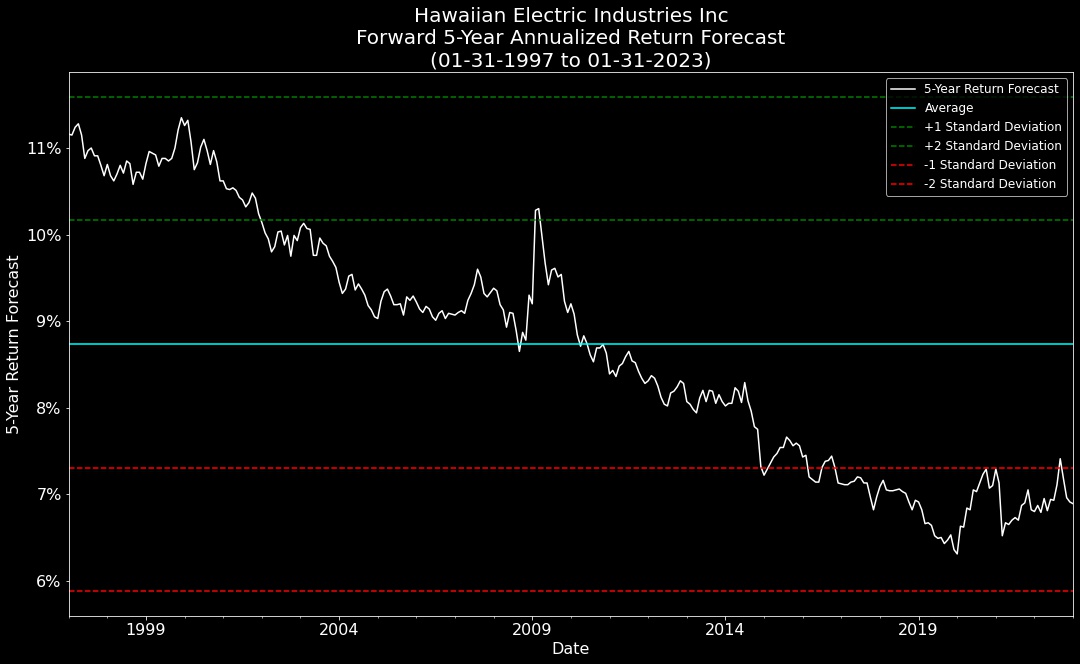 Hawaiian Electric Industries Inc
Forward 5-Year Annualized Return Forecast
(01-31-1997 to 01-31-2023)
5-Year Return Forecast
Average
+1 Standard Deviation
+2 Standard Deviation
-1 Standard Deviation
-2 Standard Deviation
5-Year Return Forecast
11%
10%
9%
8%
7%
6%
1999 2004 2009 2014 2019
Date